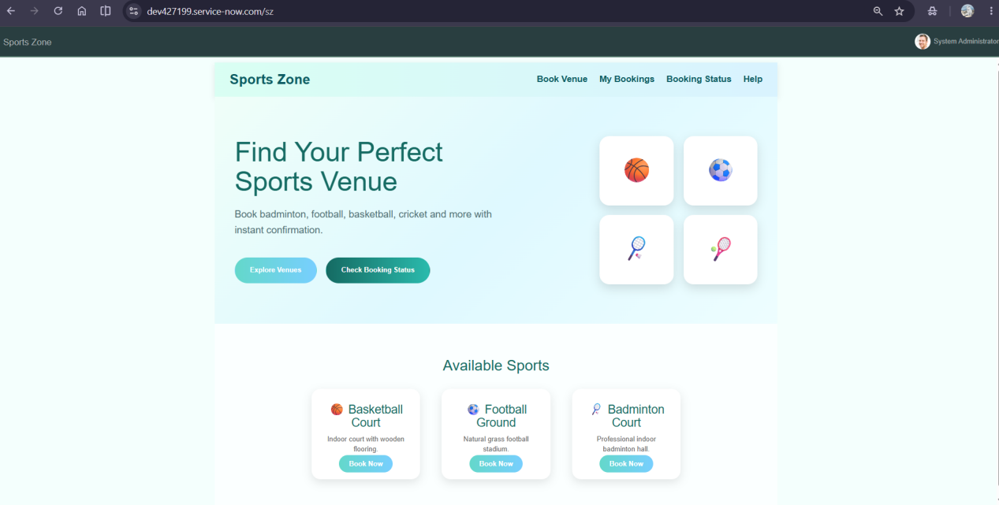 dev427199.service-now.com/sz
Sports Zone
System Administrator
Sports Zone
Book Venue My Bookings Booking Status Help
Find Your Perfect
Sports Venue
Book badminton, football, basketball, cricket and more with
instant confirmation.
Explore Venues
Check Booking Status
Available Sports
Basketball
Court
Indoor court with wooden
flooring.
Book Now
Football
Ground
Natural grass football
stadium.
Book Now
Badminton
Court
Professional indoor
badminton hall.
Book Now